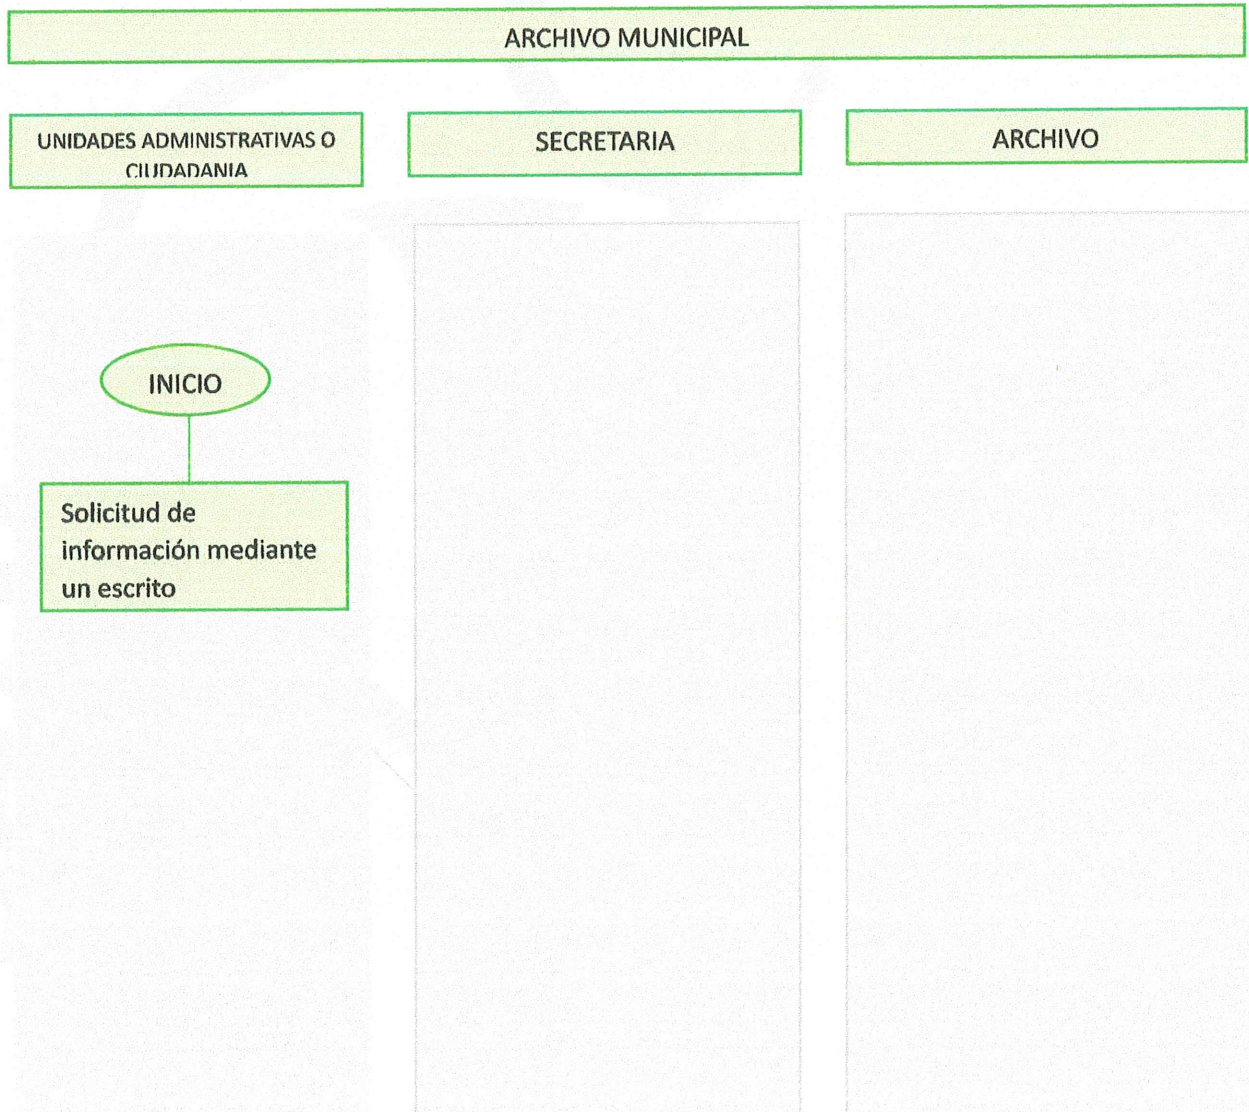 ARCHIVO MUNICIPAL
UNIDADES ADMINISTRATIVAS O
CIUDADANIA
SECRETARIA
ARCHIVO
INICIO
Solicitud de
información mediante
un escrito